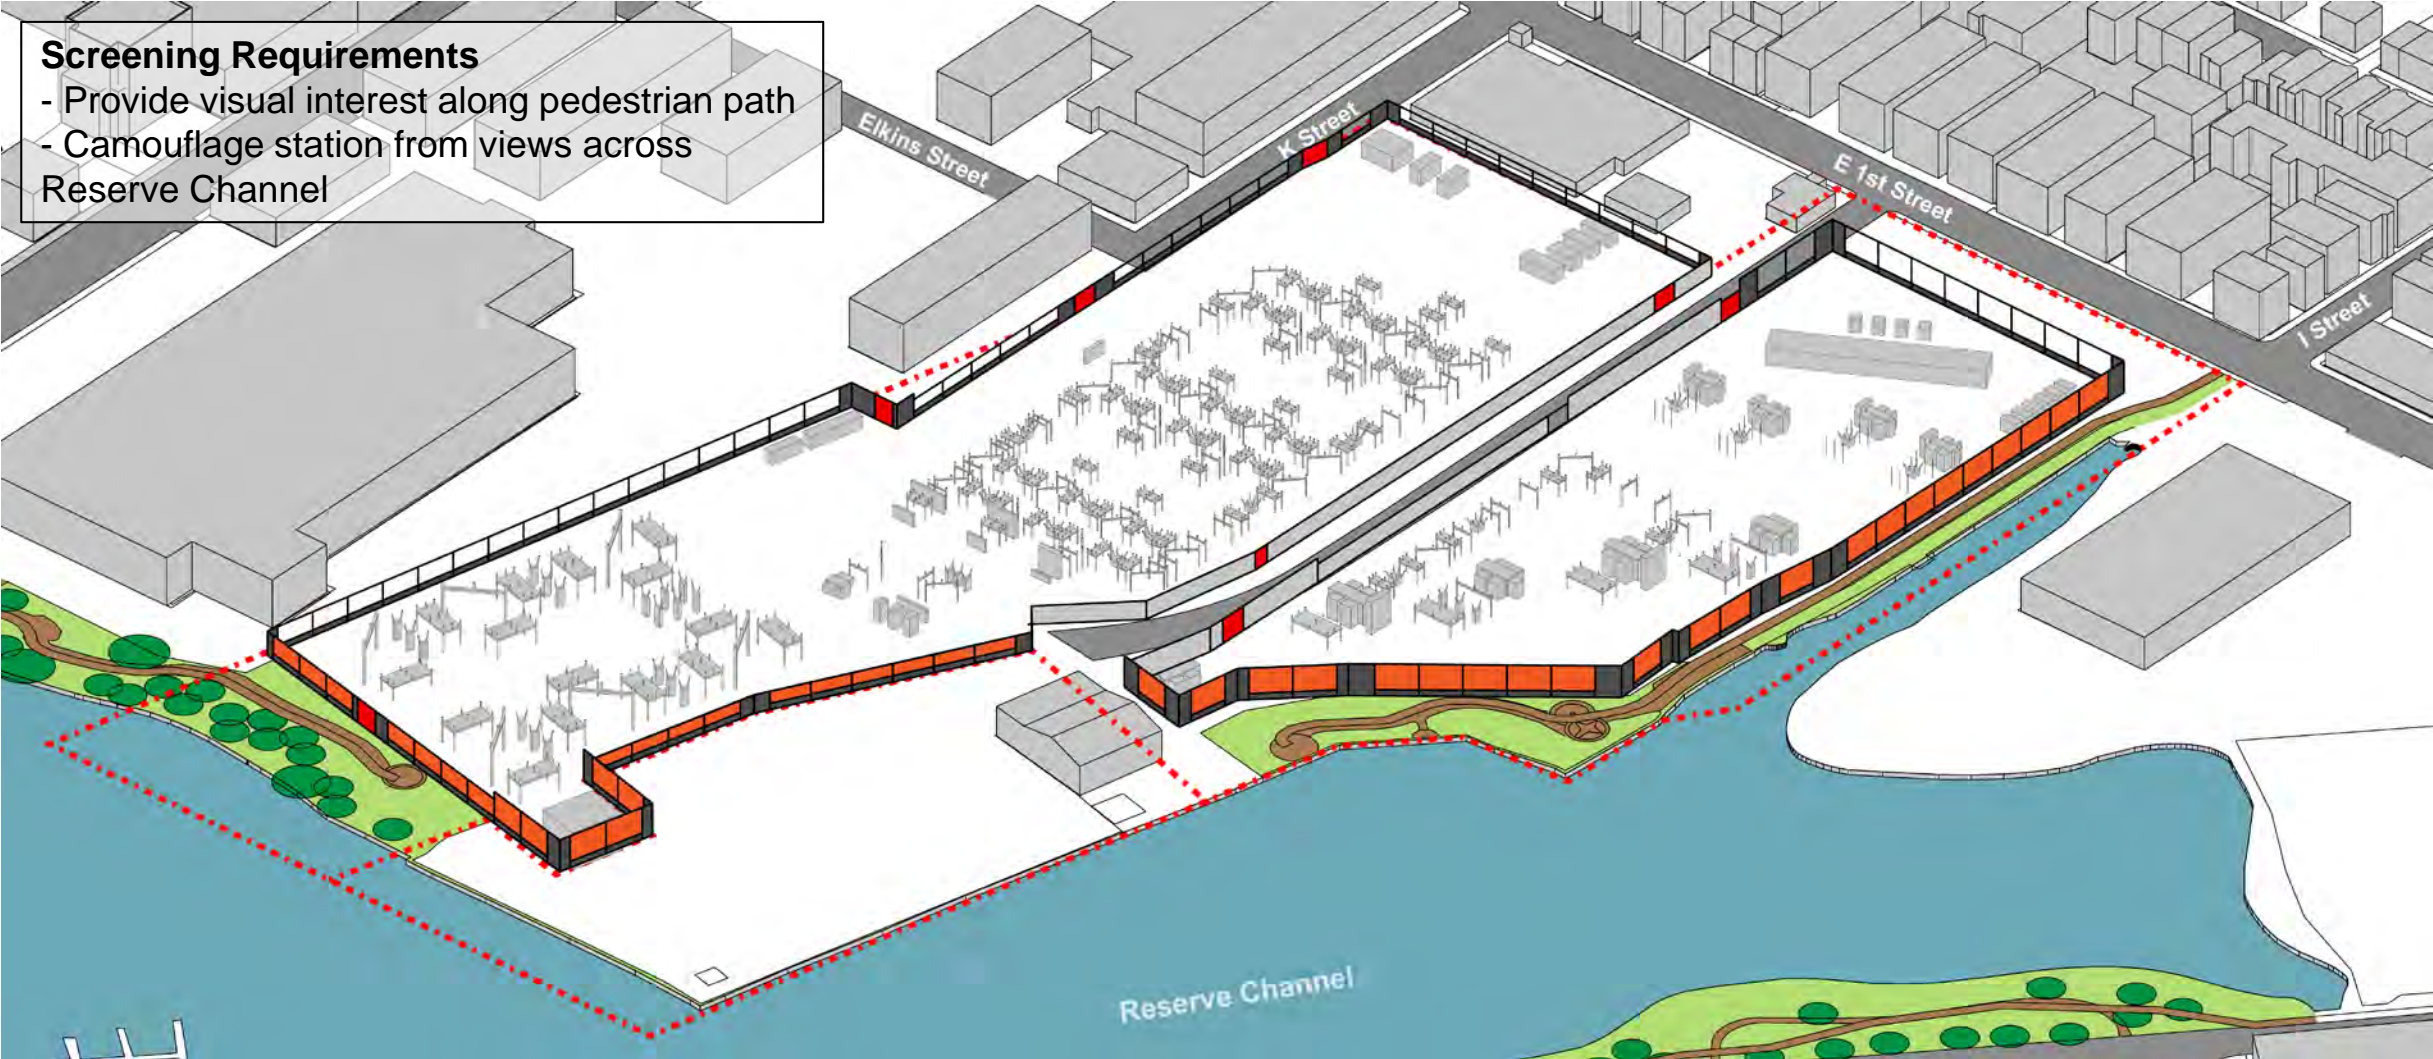 Screening Requirements
- Provide visual interest along pedestrian path
- Camouflage station from views across
Reserve Channel
Elkins Street
K Street
E 1st Street
I Street
Reserve Channel